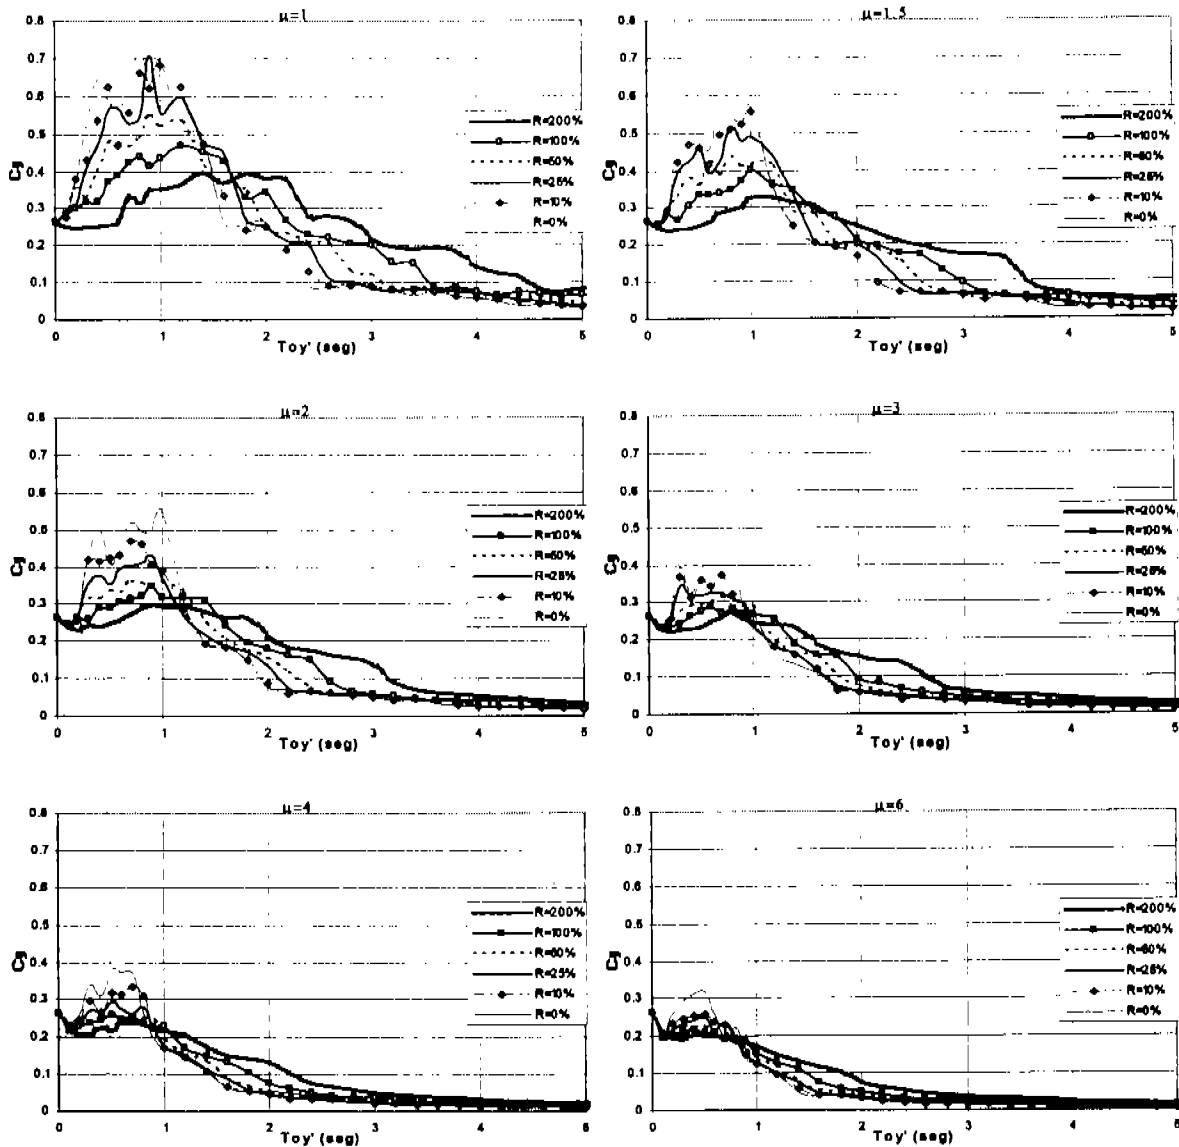 μ=1
0.8
0.7
0.6
0.5
0.4
0.3
0.2
0.1
0
Cy
0 1 2 3 4 5
Toy' (seg)
R=200%
R=100%
R=50%
R=25%
R=10%
R=0%
μ=1.5
0.8
0.7
0.6
0.5
0.4
0.3
0.2
0.1
0
Cy
0 1 2 3 4 5
Toy' (seg)
R=200%
R=100%
R=50%
R=25%
R=10%
R=0%
μ=2
0.8
0.7
0.6
0.5
0.4
0.3
0.2
0.1
0
Cy
0 1 2 3 4 5
Toy' (seg)
R=200%
R=100%
R=50%
R=25%
R=10%
R=0%
μ=3
0.8
0.7
0.6
0.5
0.4
0.3
0.2
0.1
0
Cy
0 1 2 3 4 5
Toy' (seg)
R=200%
R=100%
R=50%
R=25%
R=10%
R=0%
μ=4
0.8
0.7
0.6
0.5
0.4
0.3
0.2
0.1
0
Cy
0 1 2 3 4 5
Toy' (seg)
R=200%
R=100%
R=50%
R=25%
R=10%
R=0%
μ=6
0.8
0.7
0.6
0.5
0.4
0.3
0.2
0.1
0
Cy
0 1 2 3 4 5
Toy' (seg)
R=200%
R=100%
R=50%
R=25%
R=10%
R=0%